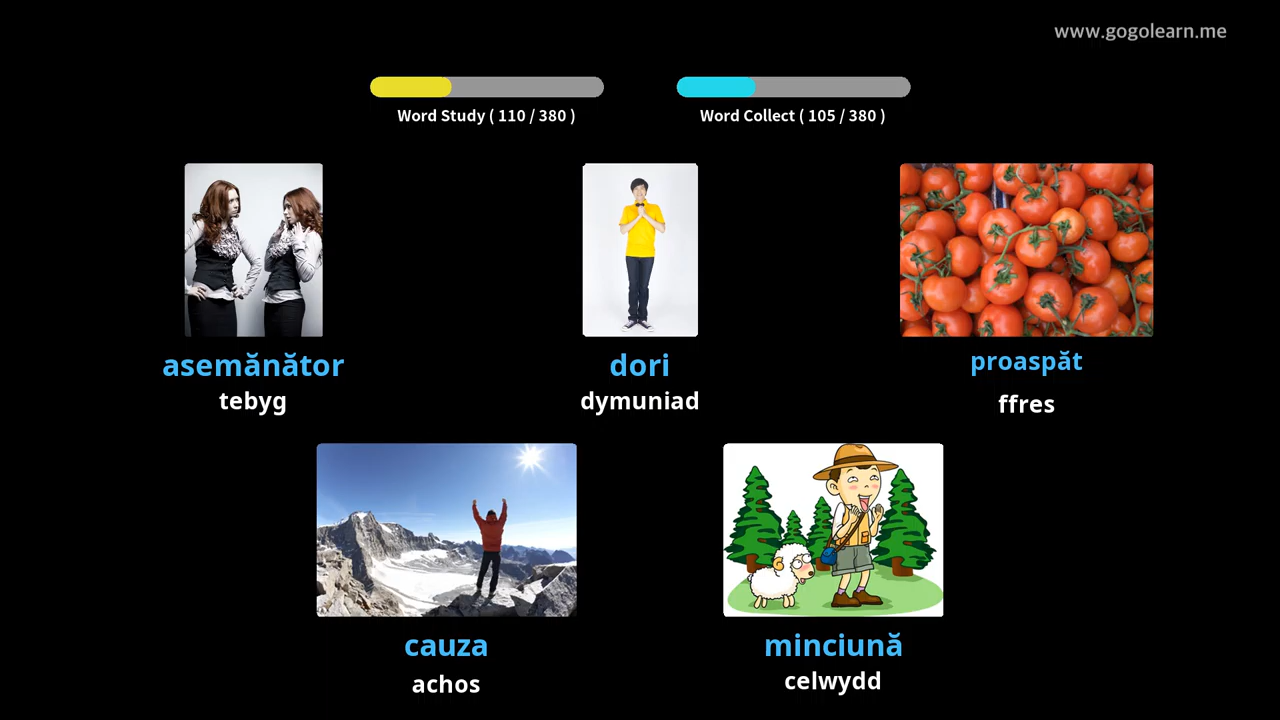 www.gogolearn.me
Word Study ( 110 / 380 )
Word Collect ( 105 / 380 )
asemănător
tebyg
dori
dymuniad
proaspăt
ffres
cauza
achos
minciună
celwydd